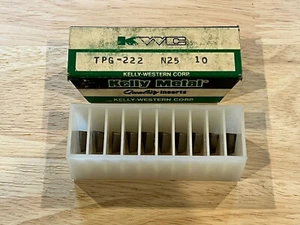 KWC
TPG-222 N25 10
KELLY-WESTERN CORP.
Kelly Metal®
Quality Inserts
KELLY-WESTERN CORP.